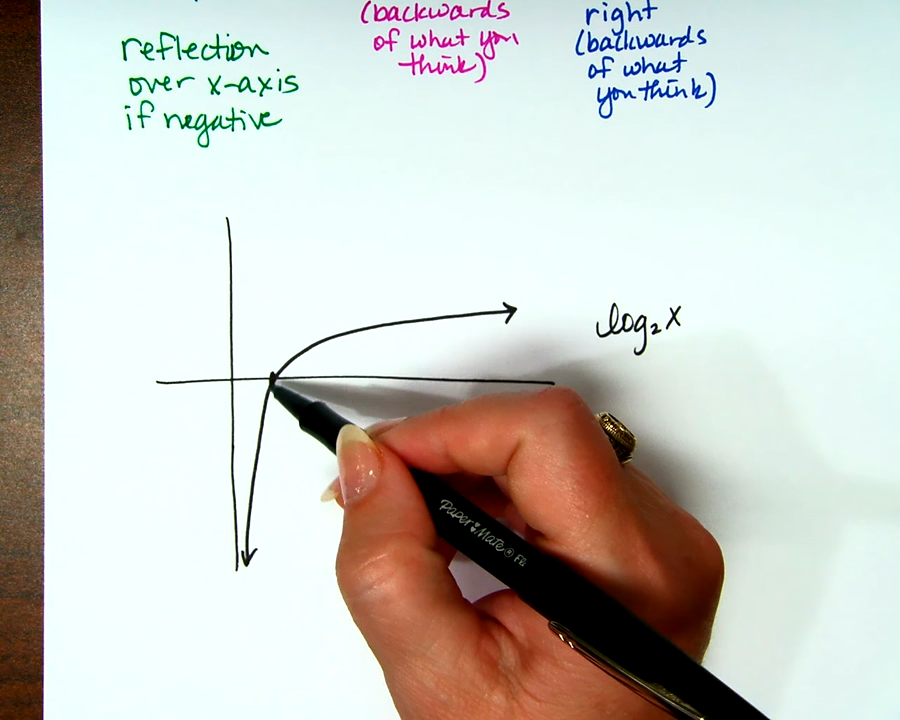 reflection
over x-axis
if negative
(backwards
of what you
think)
right
(backwards
of what
you think)
log₂x
PAPER MATE